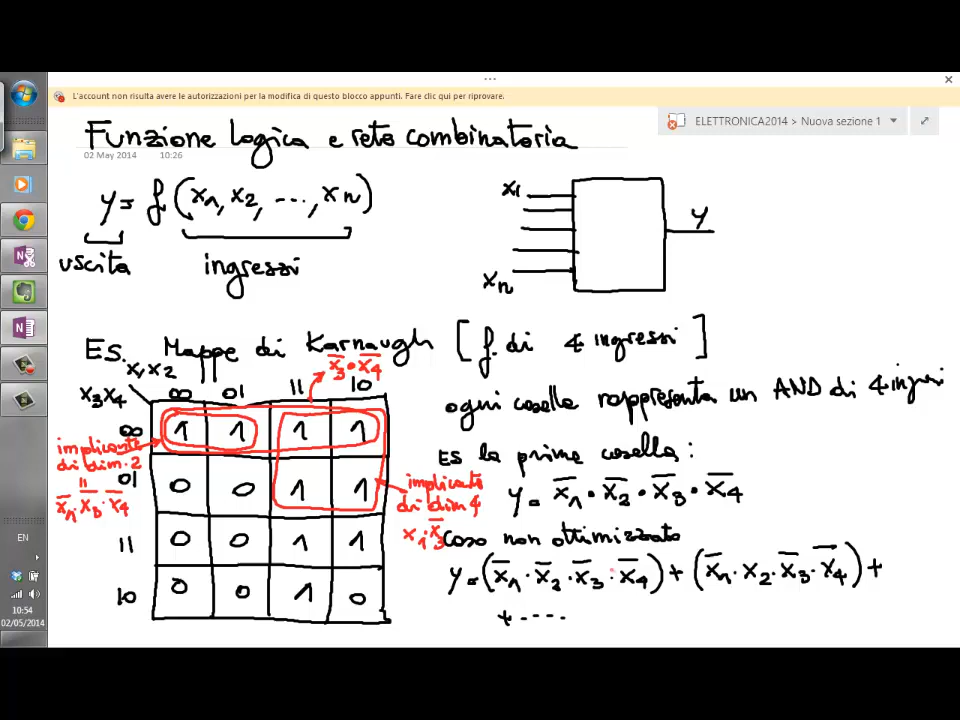 L'account non risulta avere le autorizzazioni per la modifica di questo blocco appunti. Fare clic qui per riprovare.
ELETTRONICA2014 > Nuova sezione 1
Funzione logica e rete combinatoria
02 May 2014 10:26
y = f (x1, x2, ..., xn)
uscita
ingressi
x1
xn
y
ES. Mappe di Karnaugh [f. di 4 ingressi]
x̅3 · x̅4
x1 x2
x3 x4
00 01 11 10
00 1 1 1 1
01 0 0 1 1
11 0 0 1 1
10 0 0 1 0
implicante
di dim. 2
=
x̅1 · x̅3 · x̅4
implicante
di dim 4
x1 · x̅3
ogni casella rappresenta un AND di 4 ingressi
ES la prima casella:
y = x̅1 · x̅2 · x̅3 · x̅4
Caso non ottimizzato
y = (x̅1 · x̅2 · x̅3 · x̅4) + (x̅1 · x2 · x̅3 · x̅4) +
+ .....
EN
10:54
02/05/2014